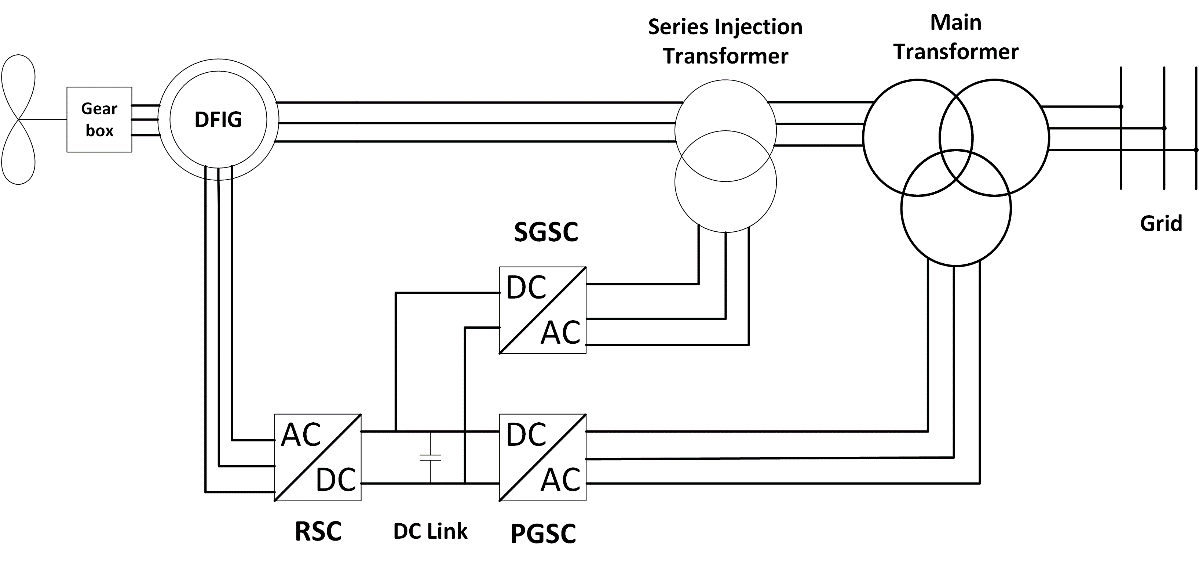 Series Injection
Transformer
Main
Transformer
Gear
box
DFIG
Grid
SGSC
DC
AC
AC
DC
DC
AC
RSC
DC Link
PGSC